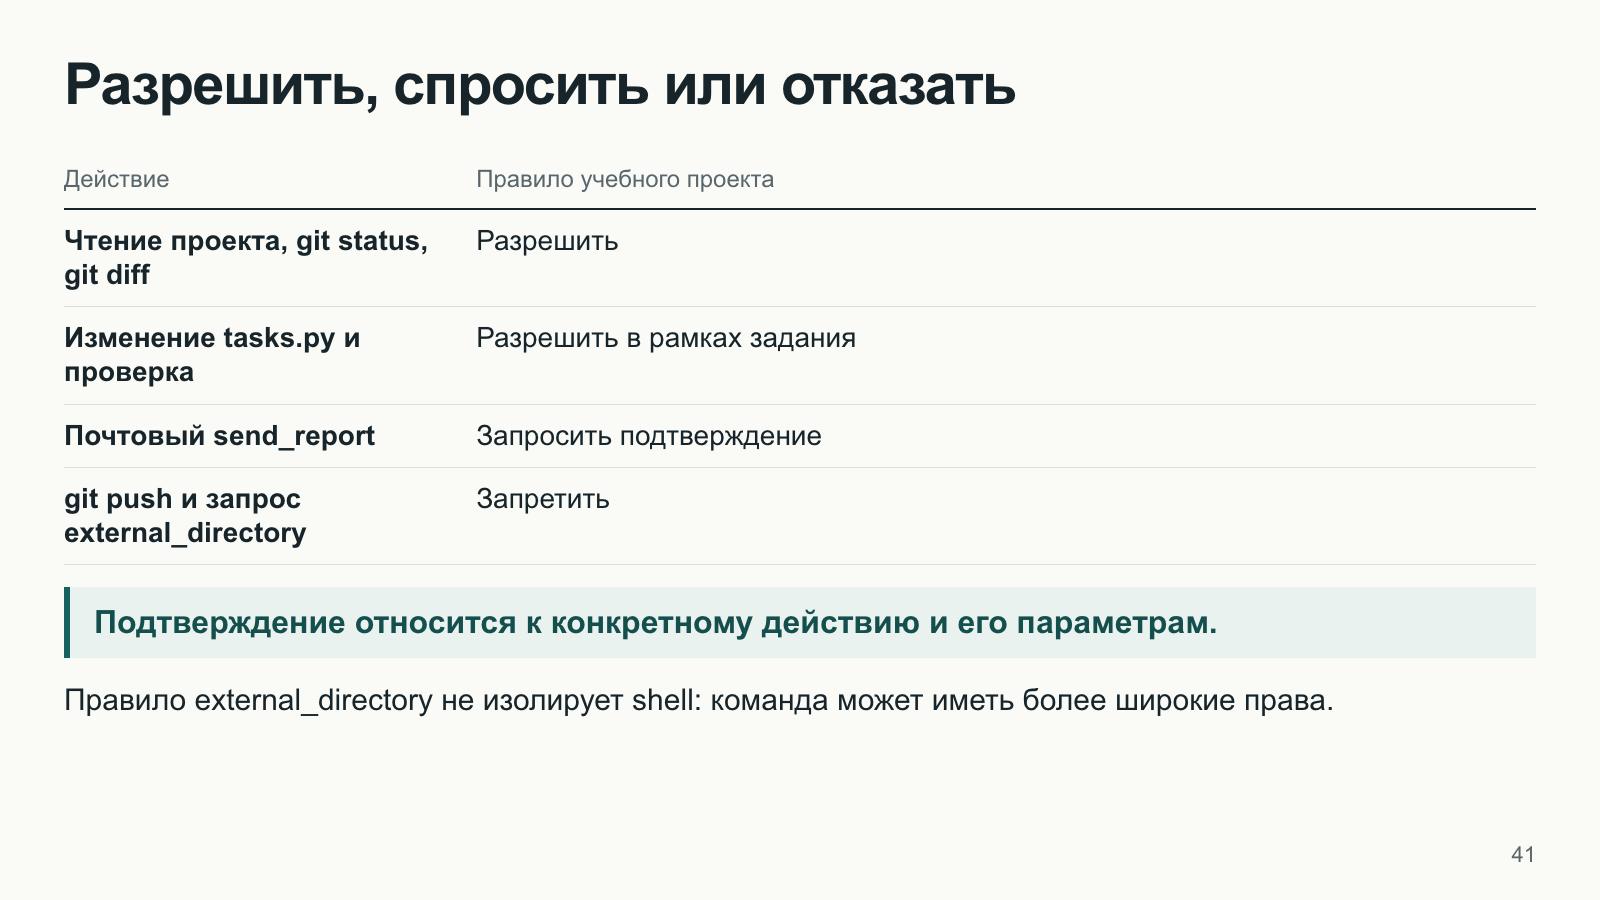 Разрешить, спросить или отказать
Действие
Правило учебного проекта
Чтение проекта, git status,
git diff
Разрешить
Изменение tasks.py и
проверка
Разрешить в рамках задания
Почтовый send_report
Запросить подтверждение
git push и запрос
external_directory
Запретить
Подтверждение относится к конкретному действию и его параметрам.
Правило external_directory не изолирует shell: команда может иметь более широкие права.
41